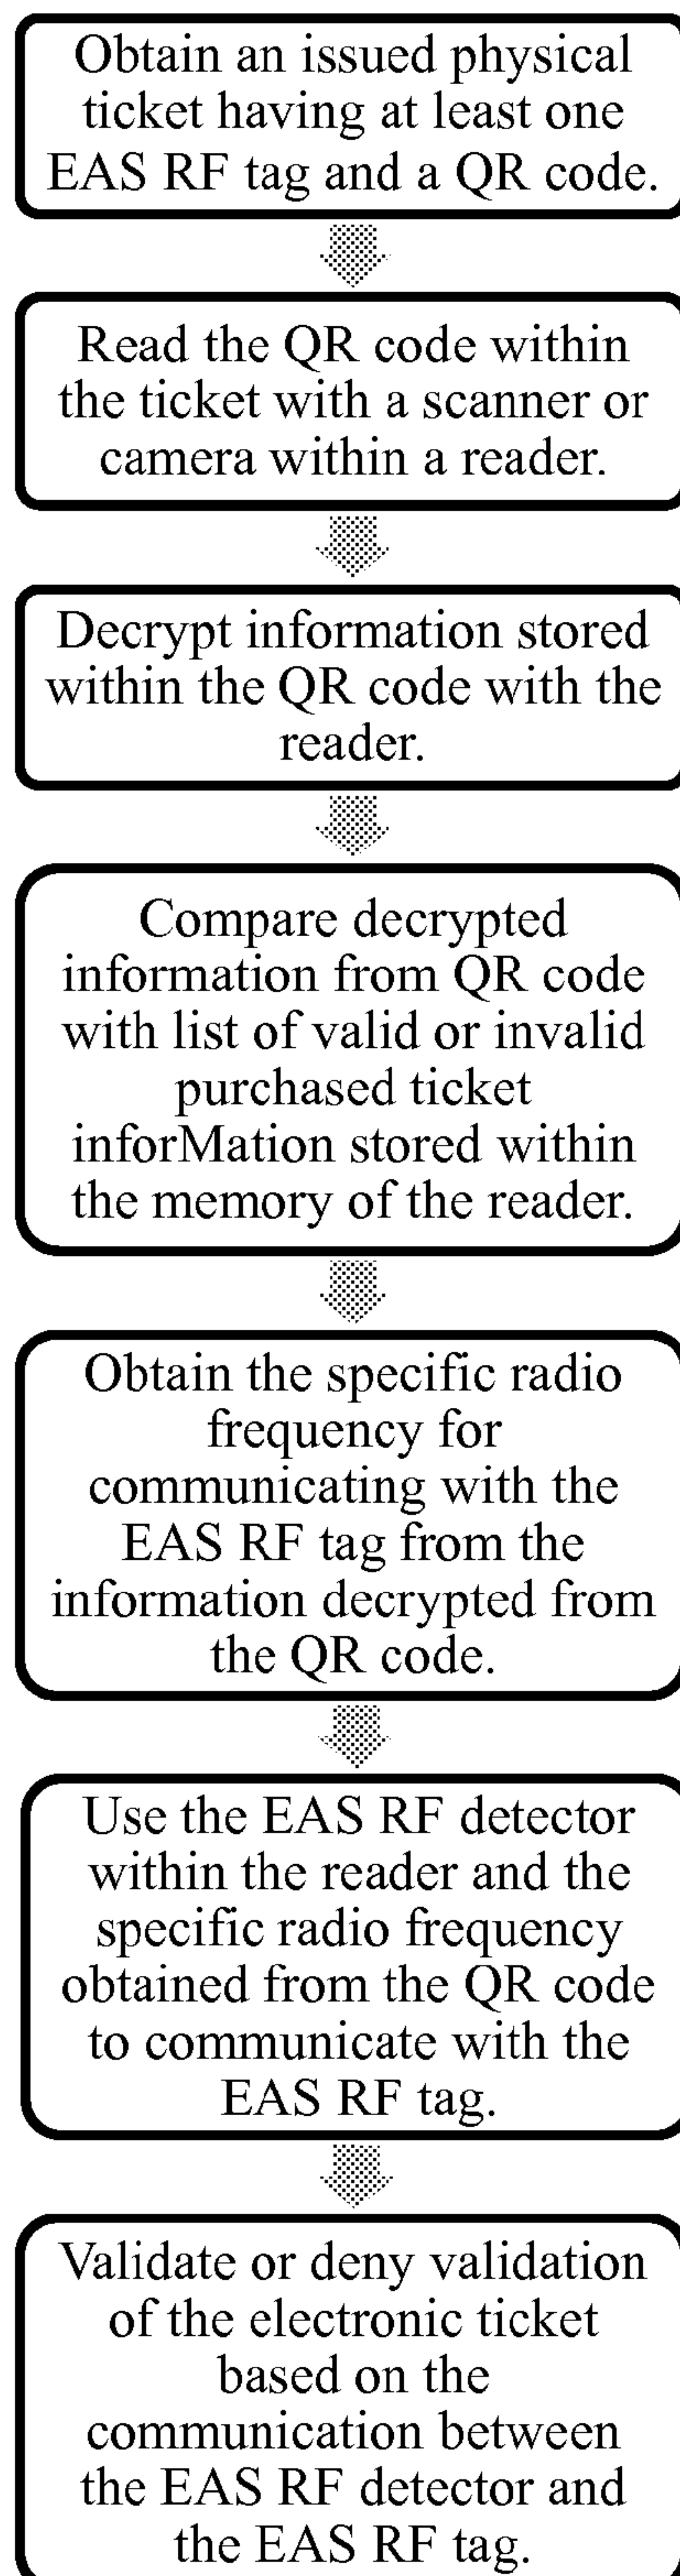 Obtain an issued physical
ticket having at least one
EAS RF tag and a QR code.
Read the QR code within
the ticket with a scanner or
camera within a reader.
Decrypt information stored
within the QR code with the
reader.
Compare decrypted
information from QR code
with list of valid or invalid
purchased ticket
inforMation stored within
the memory of the reader.
Obtain the specific radio
frequency for
communicating with the
EAS RF tag from the
information decrypted from
the QR code.
Use the EAS RF detector
within the reader and the
specific radio frequency
obtained from the QR code
to communicate with the
EAS RF tag.
Validate or deny validation
of the electronic ticket
based on the
communication between
the EAS RF detector and
the EAS RF tag.